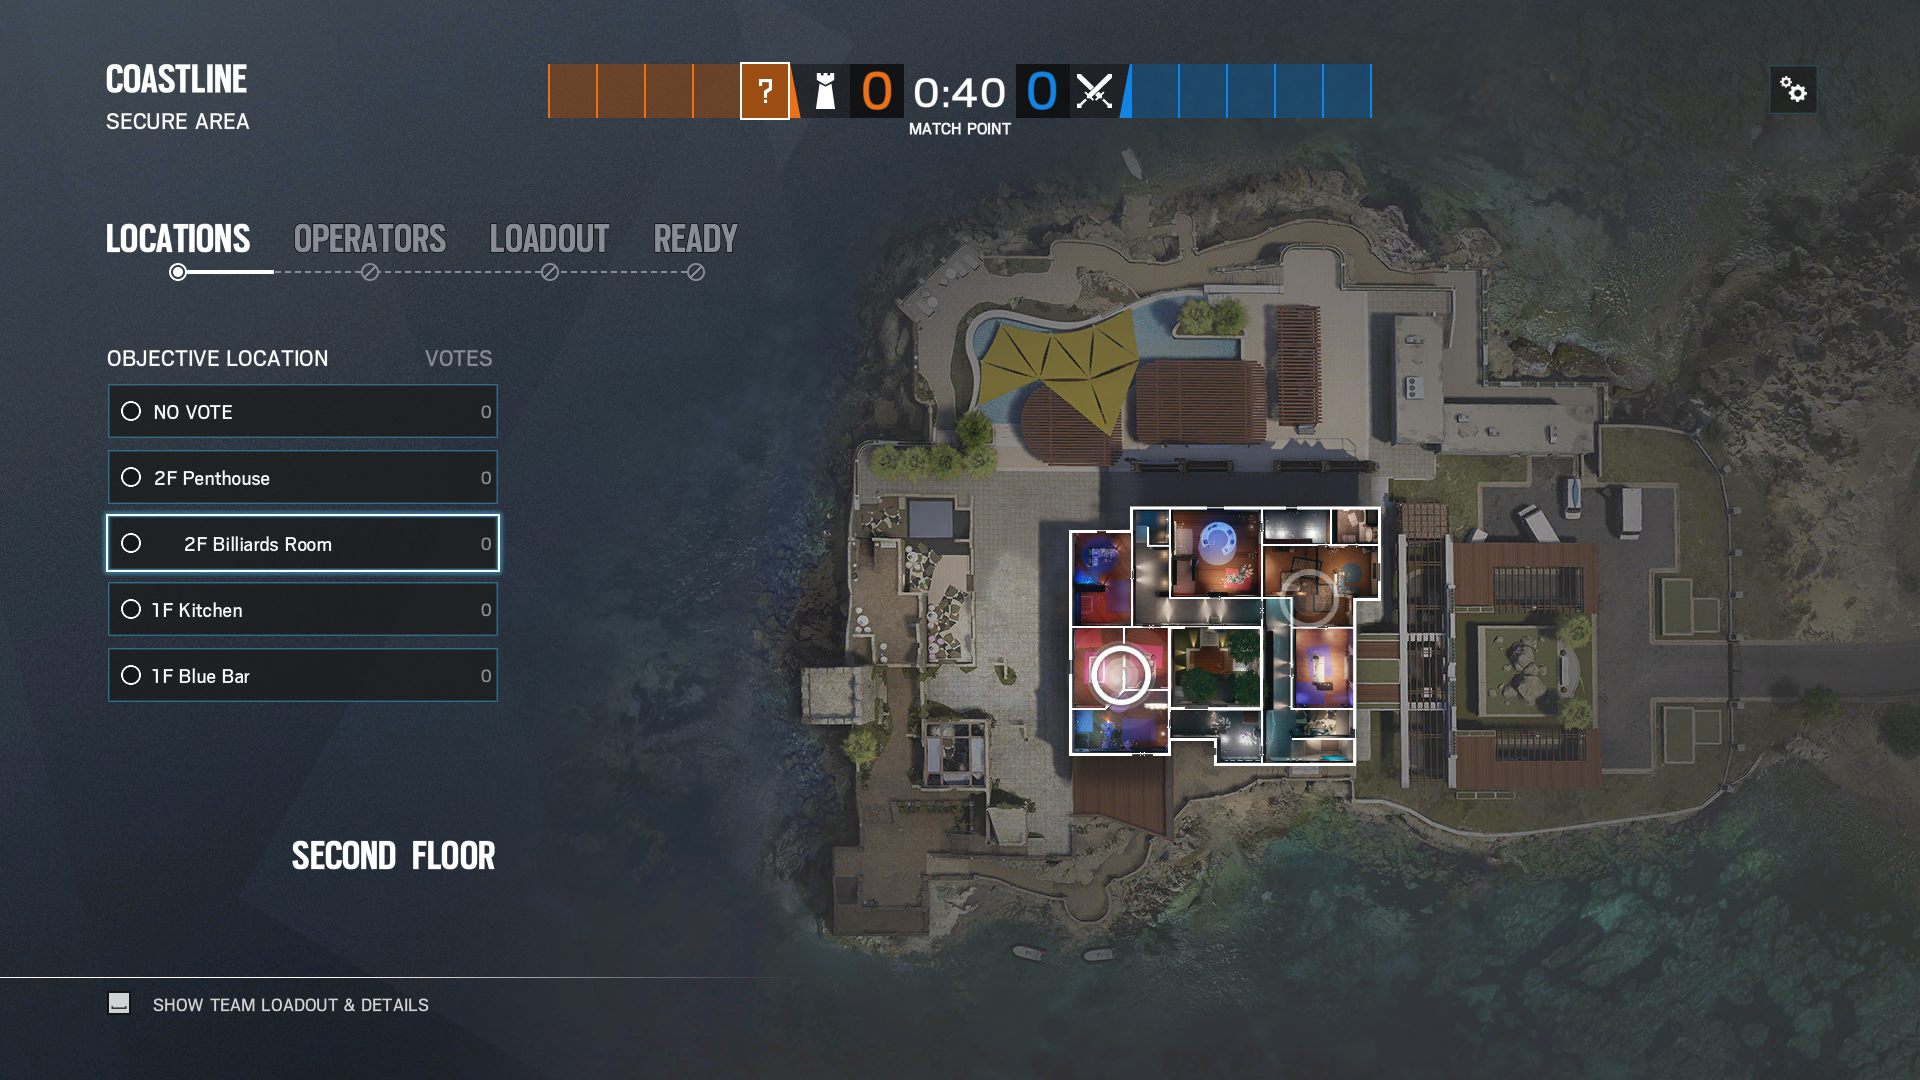 COASTLINE
SECURE AREA
?
0
0:40
0
MATCH POINT
LOCATIONS
OPERATORS
LOADOUT
READY
OBJECTIVE LOCATION
VOTES
NO VOTE
0
2F Penthouse
0
2F Billiards Room
0
1F Kitchen
0
1F Blue Bar
0
SECOND FLOOR
SHOW TEAM LOADOUT & DETAILS